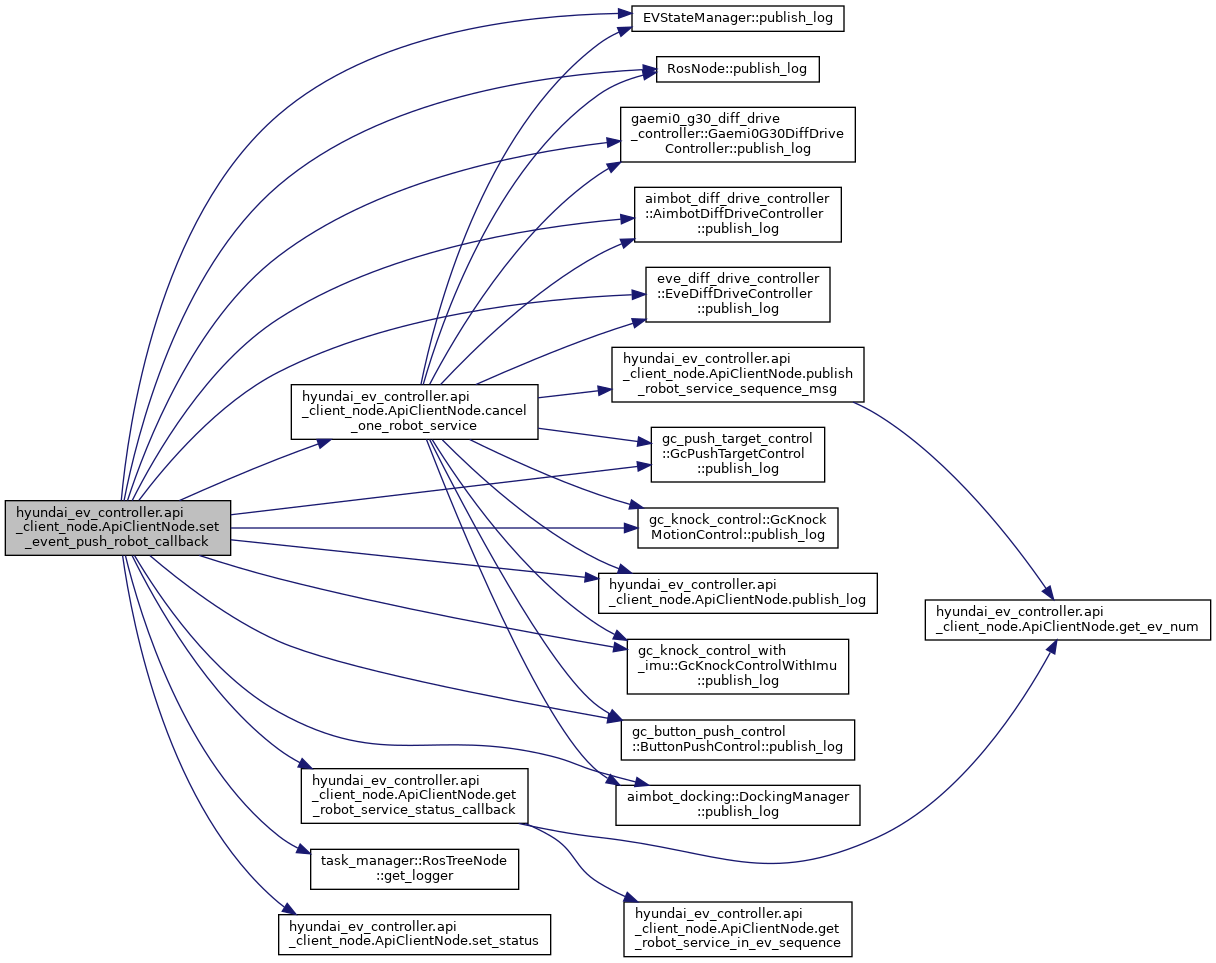 EVStateManager::publish_log
RosNode::publish_log
gaemi0_g30_diff_drive
_controller::Gaemi0G30DiffDrive
Controller::publish_log
aimbot_diff_drive_controller
::AimbotDiffDriveController
::publish_log
eve_diff_drive_controller
::EveDiffDriveController
::publish_log
hyundai_ev_controller.api
_client_node.ApiClientNode.publish
_robot_service_sequence_msg
hyundai_ev_controller.api
_client_node.ApiClientNode.cancel
_one_robot_service
gc_push_target_control
::GcPushTargetControl
::publish_log
hyundai_ev_controller.api
_client_node.ApiClientNode.set
_event_push_robot_callback
gc_knock_control::GcKnock
MotionControl::publish_log
hyundai_ev_controller.api
_client_node.ApiClientNode.publish_log
hyundai_ev_controller.api
_client_node.ApiClientNode.get_ev_num
gc_knock_control_with
_imu::GcKnockControlWithImu
::publish_log
gc_button_push_control
::ButtonPushControl::publish_log
hyundai_ev_controller.api
_client_node.ApiClientNode.get
_robot_service_status_callback
aimbot_docking::DockingManager
::publish_log
task_manager::RosTreeNode
::get_logger
hyundai_ev_controller.api
_client_node.ApiClientNode.set_status
hyundai_ev_controller.api
_client_node.ApiClientNode.get
_robot_service_in_ev_sequence